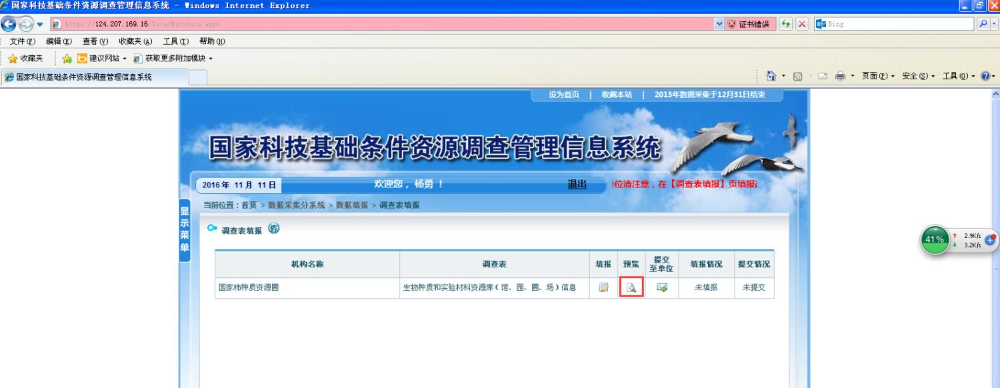 国家科技基础条件资源调查管理信息系统 - Windows Internet Explorer
https://124.207.169.16/Data/Maintain.aspx
证书错误
Bing
文件(F) 编辑(E) 查看(V) 收藏夹(A) 工具(T) 帮助(H)
收藏夹 建议网站 获取更多附加模块
国家科技基础条件资源调查管理信息系统
页面(P) 安全(S) 工具(O)
设为首页 | 收藏本站 | 2015年数据采集于12月31日结束
国家科技基础条件资源调查管理信息系统
2016年 11月 11日
欢迎您，杨勇！
退出
位请注意，在【调查表填报】页填报
当前位置：首页 > 数据采集分系统 > 数据填报 > 调查表填报
显示菜单
调查表填报
机构名称 调查表 填报 预览 提交至单位 填报情况 提交情况
国家柿种质资源圃 生物种质和实验材料资源库（馆、园、圃、场）信息 未填报 未提交
41%
2.9K/s
3.2K/s